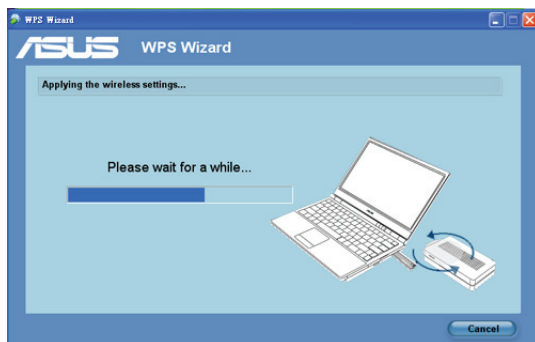 WPS Wizard
ASUS WPS Wizard
Applying the wireless settings...
Please wait for a while...
Cancel